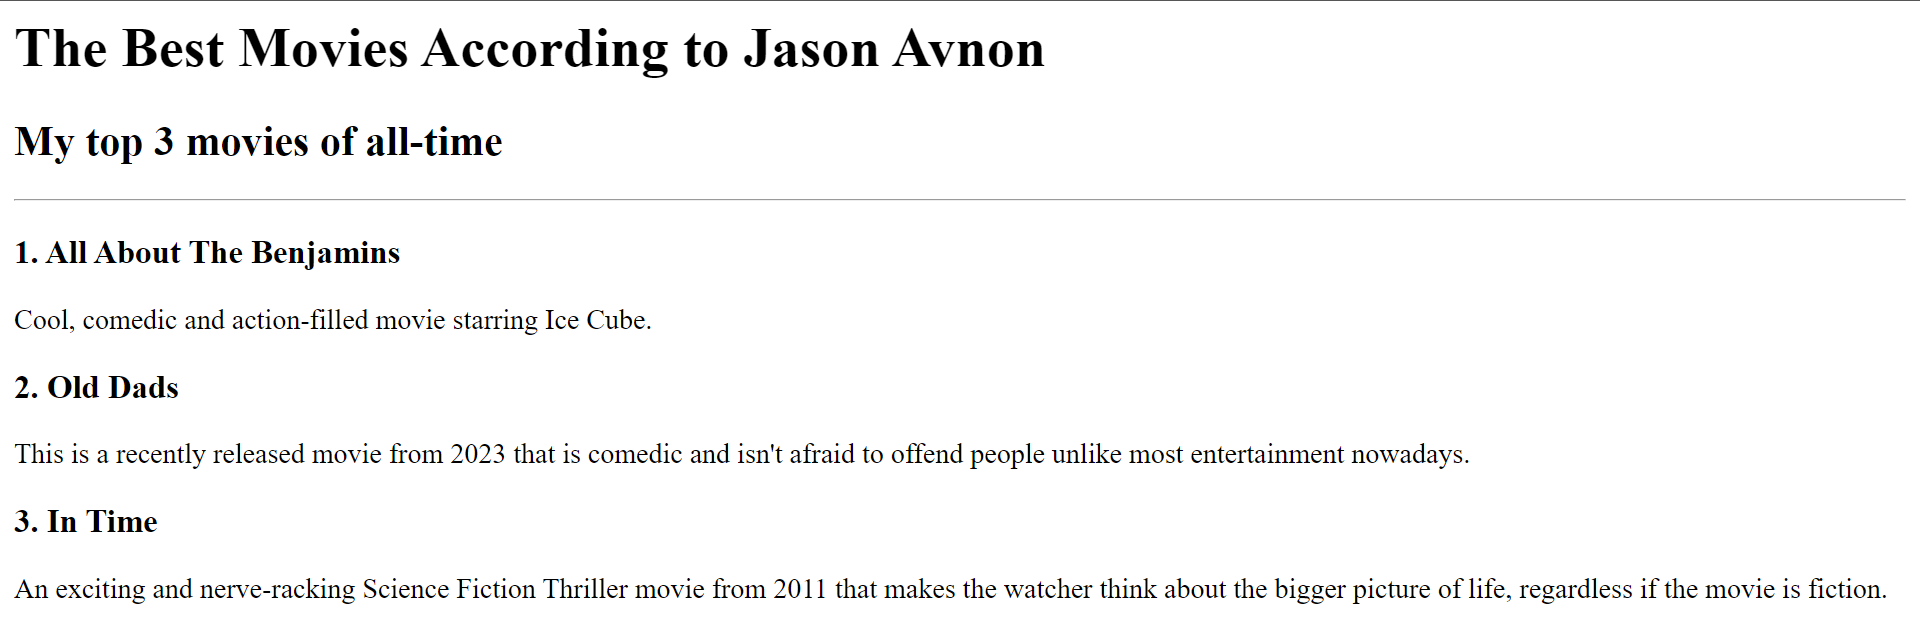 The Best Movies According to Jason Avnon
My top 3 movies of all-time
1. All About The Benjamins
Cool, comedic and action-filled movie starring Ice Cube.
2. Old Dads
This is a recently released movie from 2023 that is comedic and isn't afraid to offend people unlike most entertainment nowadays.
3. In Time
An exciting and nerve-racking Science Fiction Thriller movie from 2011 that makes the watcher think about the bigger picture of life, regardless if the movie is fiction.